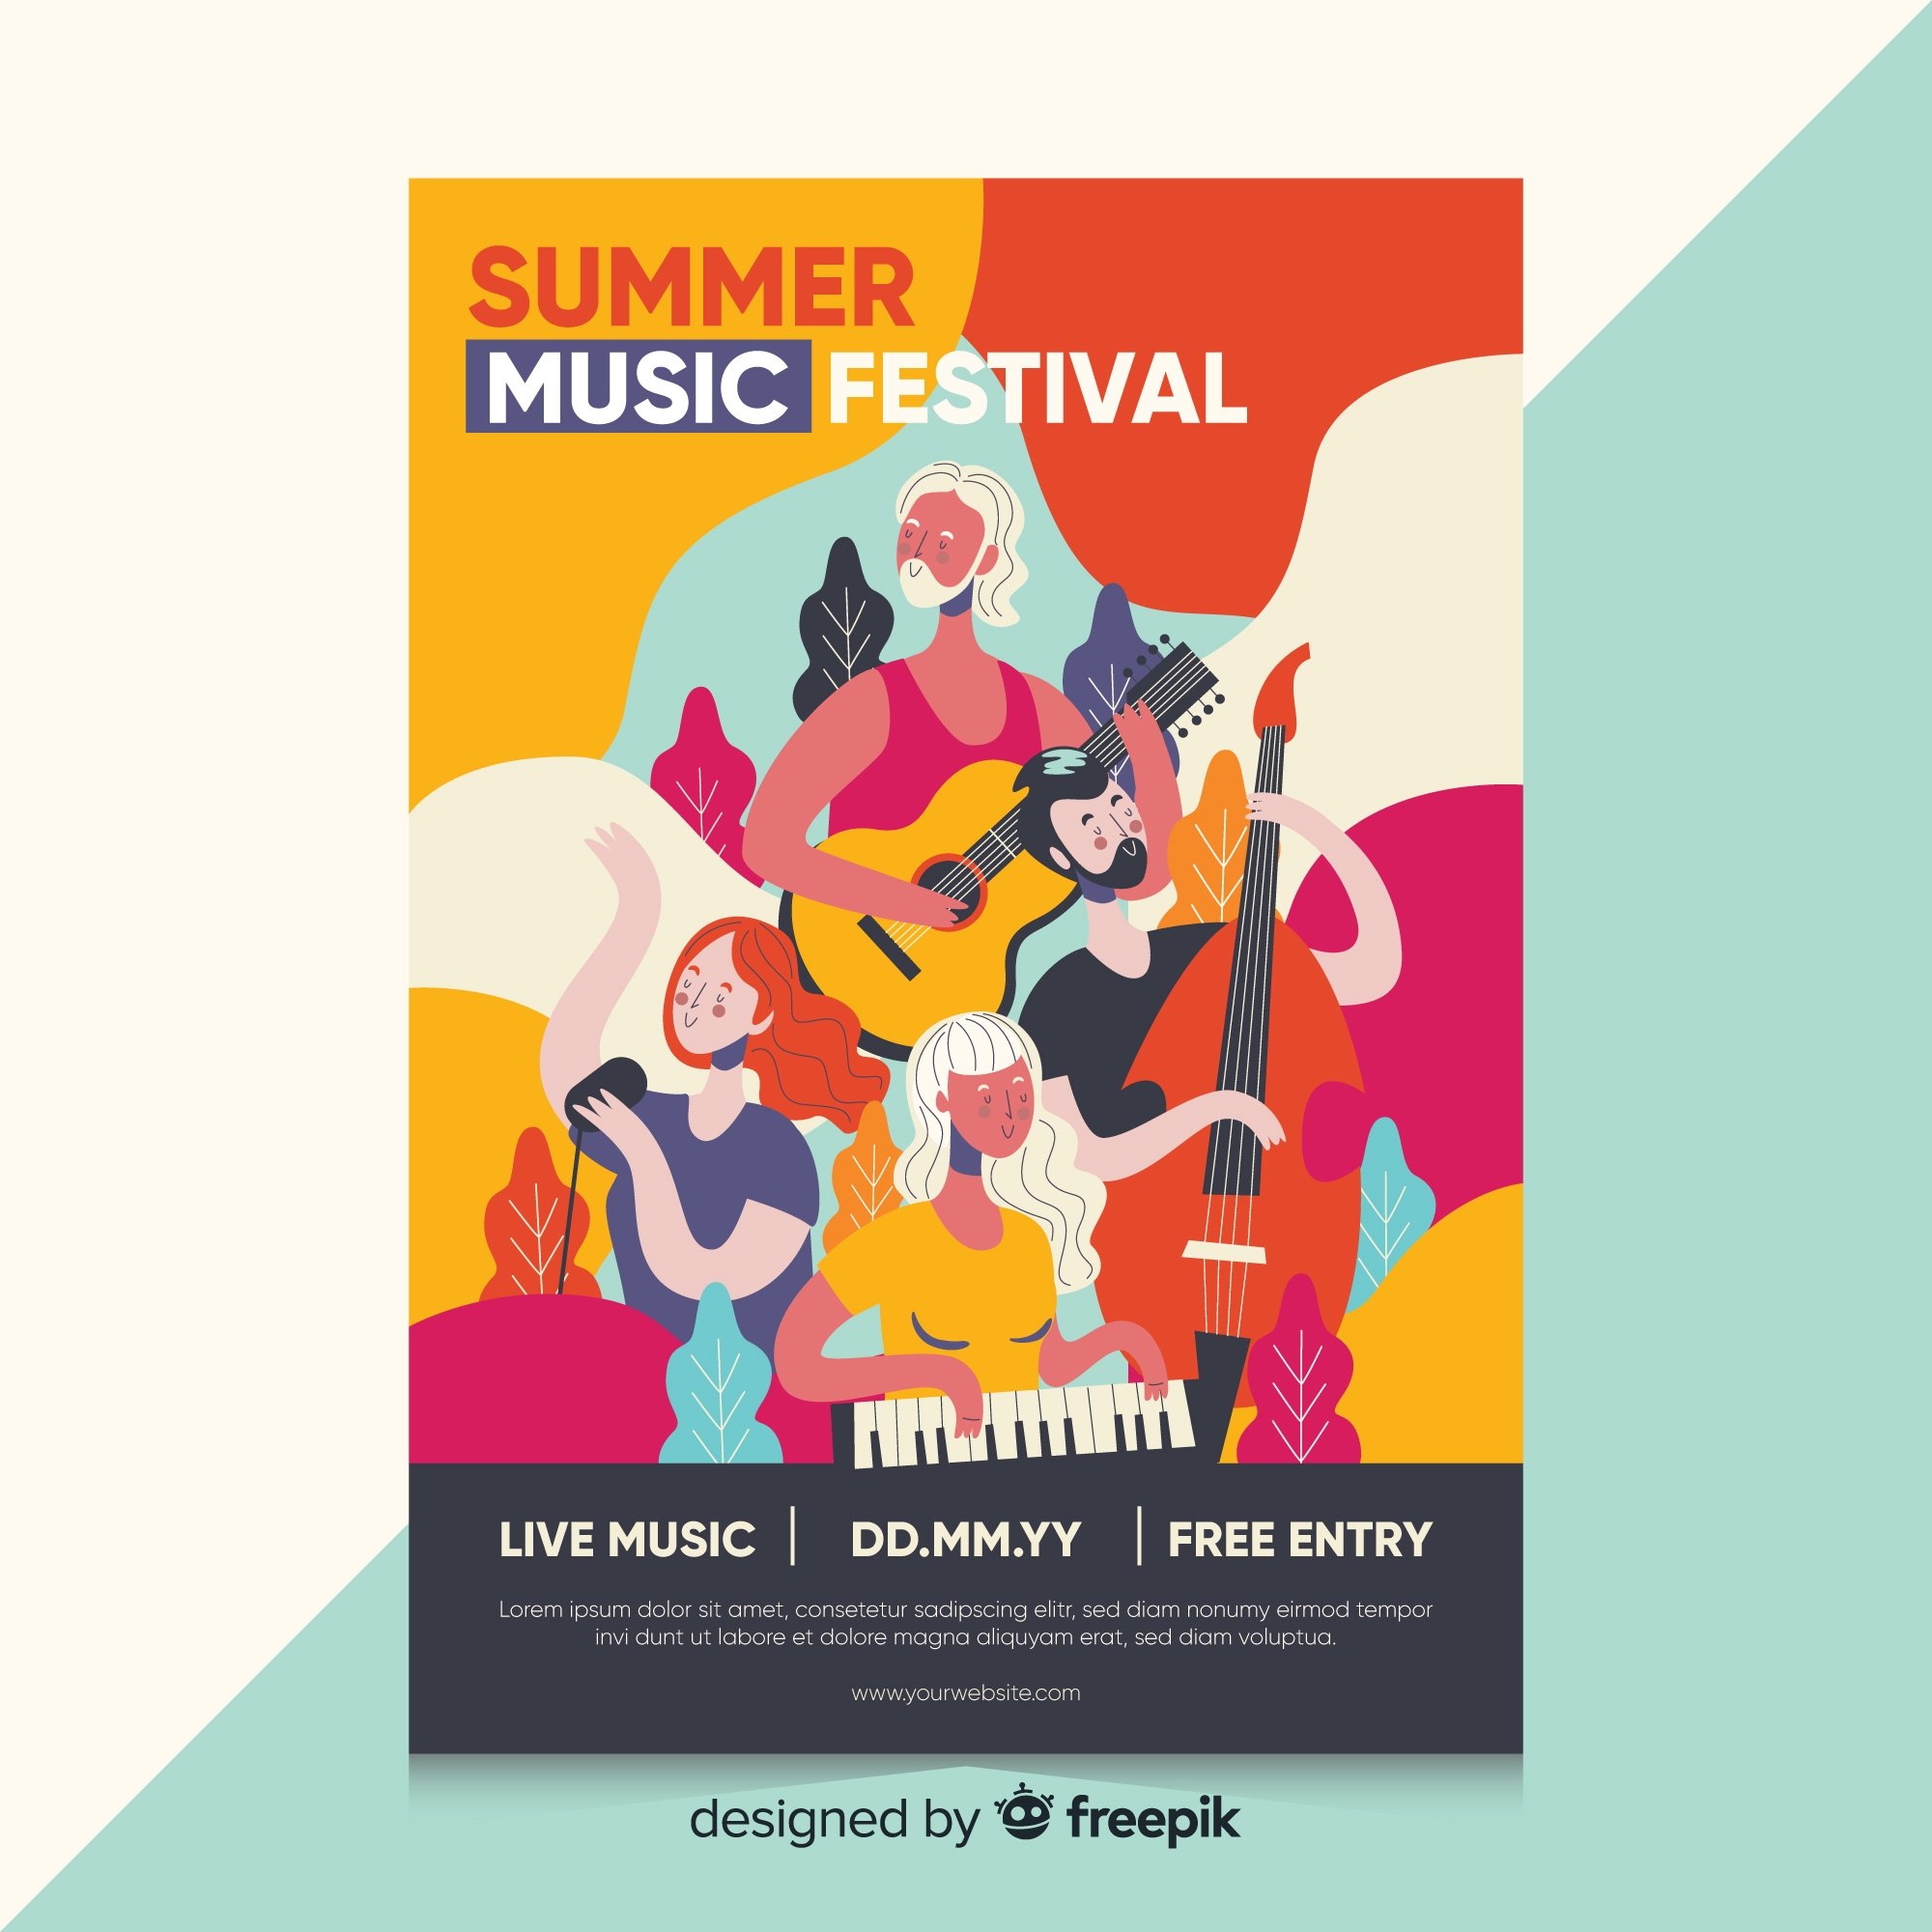 SUMMER
MUSIC FESTIVAL
LIVE MUSIC | DD.MM.YY | FREE ENTRY
Lorem ipsum dolor sit amet, consetetur sadipscing elitr, sed diam nonumy eirmod tempor
invi dunt ut labore et dolore magna aliquyam erat, sed diam voluptua.
www.yourwebsite.com
designed by freepik